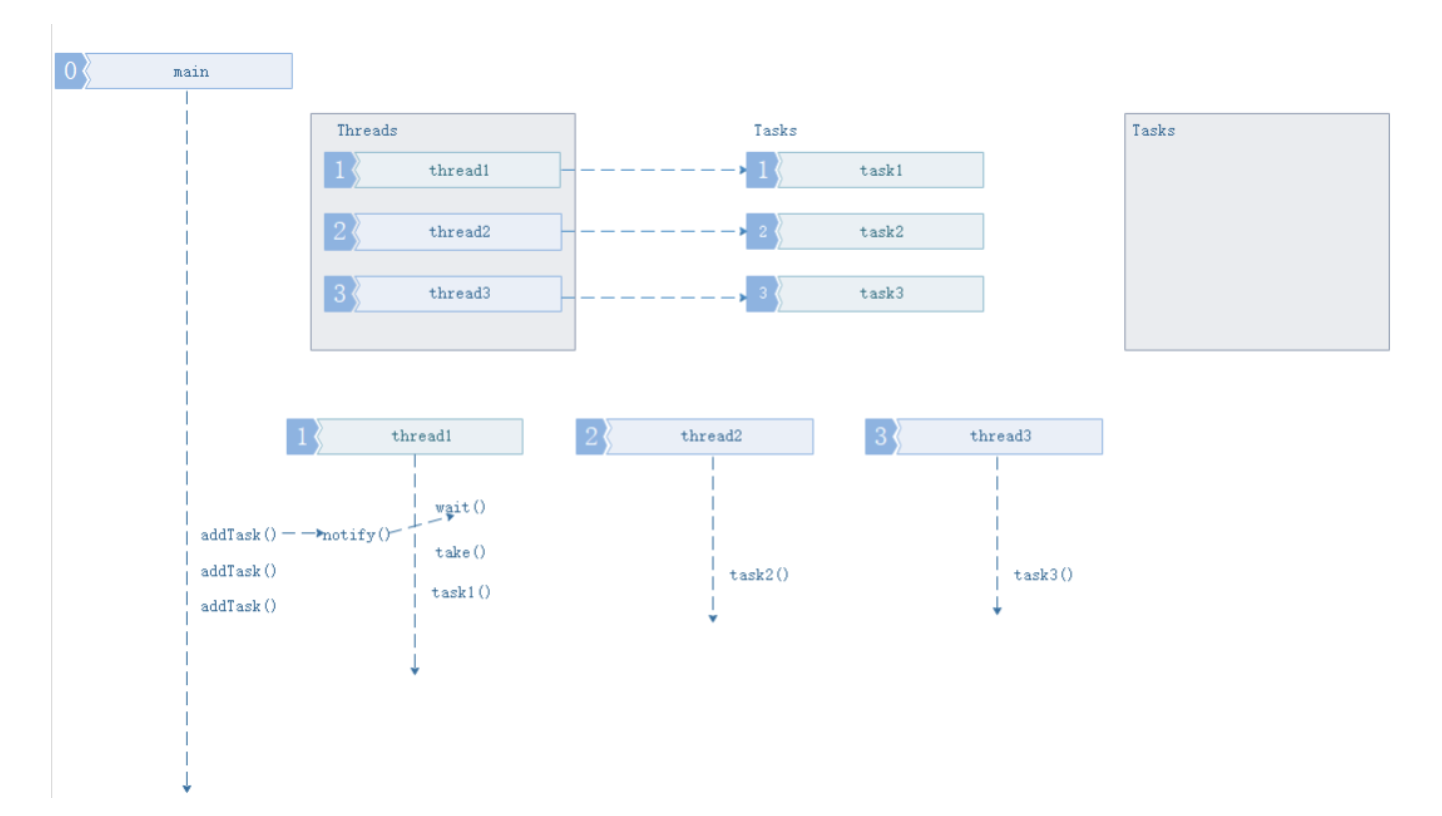 0 main
Threads Tasks Tasks
1 thread1 1 task1
2 thread2 2 task2
3 thread3 3 task3
1 thread1 2 thread2 3 thread3
wait()
addTask() notify()
take()
addTask() task2() task3()
task1()
addTask()